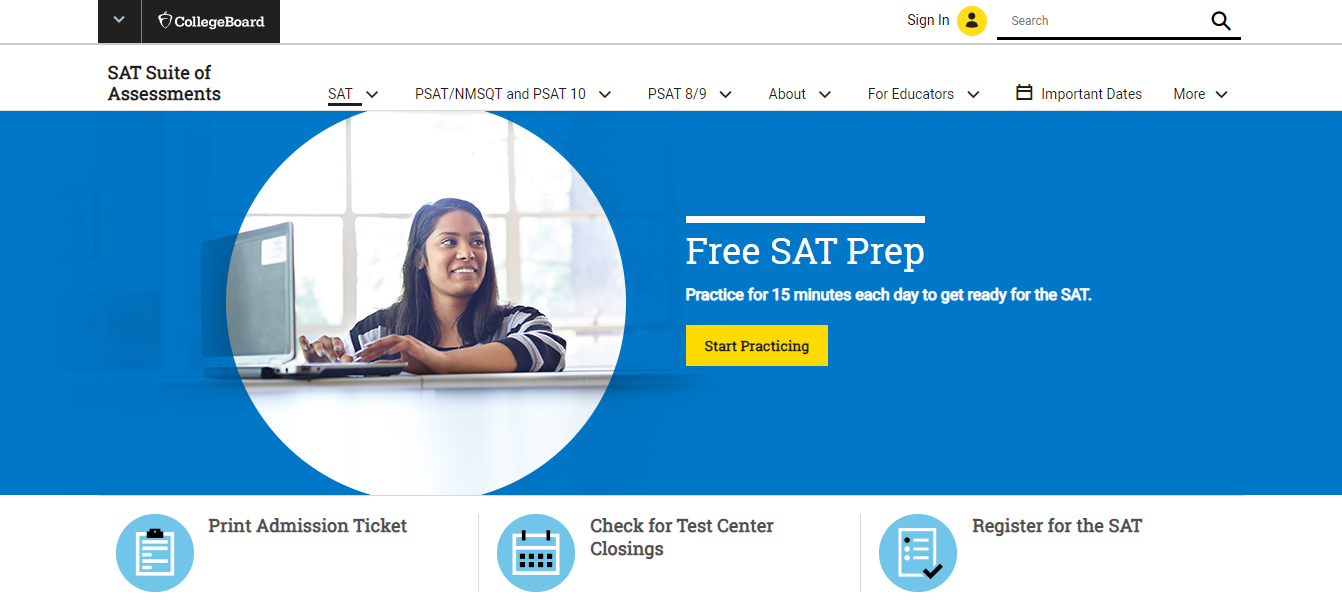 CollegeBoard
Sign In
Search
SAT Suite of
Assessments
SAT
PSAT/NMSQT and PSAT 10
PSAT 8/9
About
For Educators
Important Dates
More
Free SAT Prep
Practice for 15 minutes each day to get ready for the SAT.
Start Practicing
Print Admission Ticket
Check for Test Center
Closings
Register for the SAT